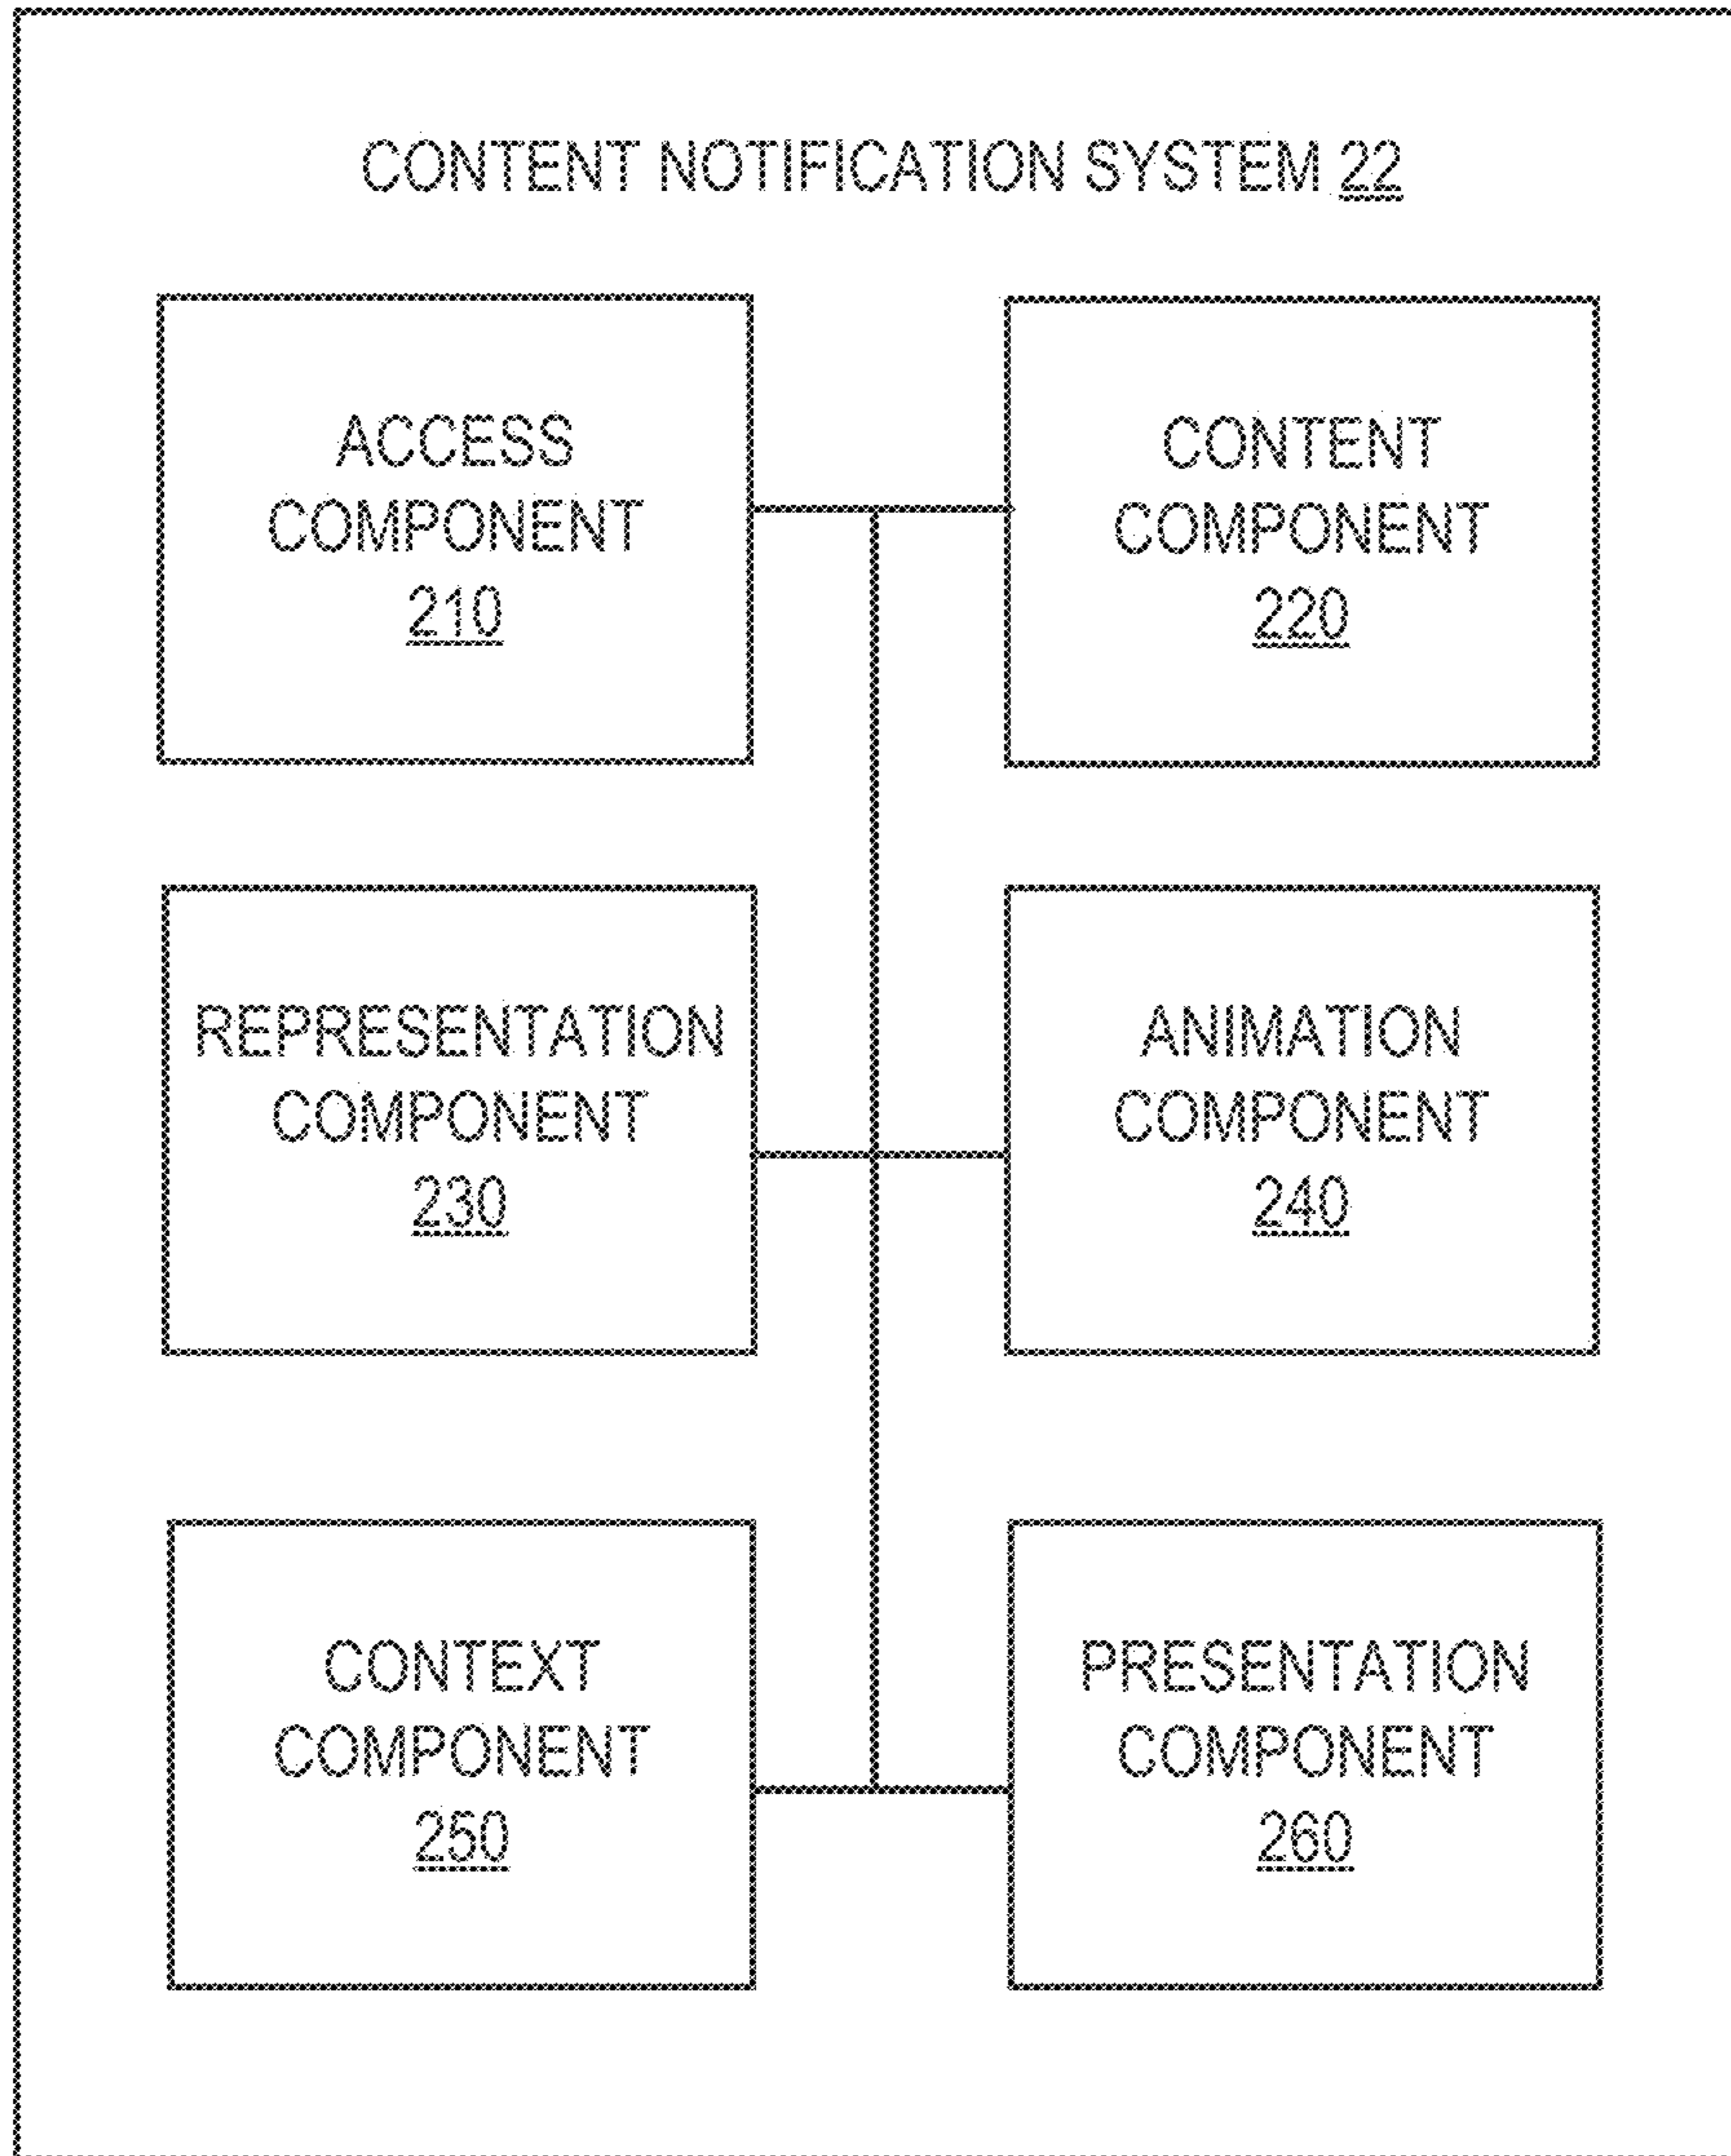 CONTENT NOTIFICATION SYSTEM 22
ACCESS
COMPONENT
210
CONTENT
COMPONENT
220
REPRESENTATION
COMPONENT
230
ANIMATION
COMPONENT
240
CONTEXT
COMPONENT
250
PRESENTATION
COMPONENT
260